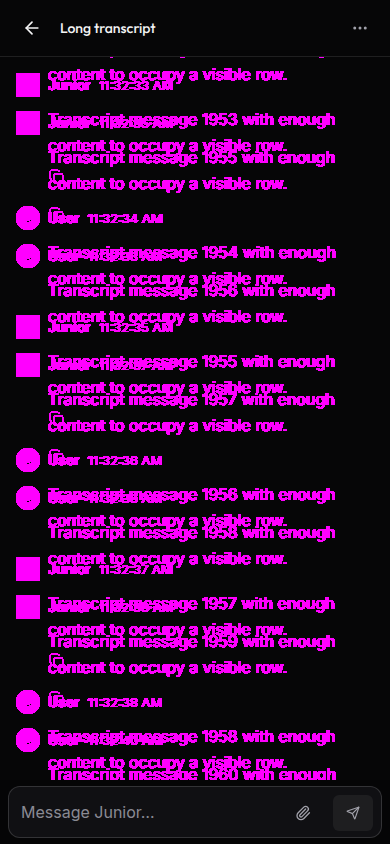 Long transcript
content to occupy a visible row.
Junior 11:32:33 AM
Transcript message 1953 with enough
content to occupy a visible row.
Transcript message 1955 with enough
content to occupy a visible row.
User 11:32:34 AM
Transcript message 1954 with enough
content to occupy a visible row.
Transcript message 1956 with enough
content to occupy a visible row.
Junior 11:32:35 AM
Transcript message 1955 with enough
content to occupy a visible row.
Transcript message 1957 with enough
content to occupy a visible row.
User 11:32:36 AM
Transcript message 1956 with enough
content to occupy a visible row.
Transcript message 1958 with enough
content to occupy a visible row.
Junior 11:32:37 AM
Transcript message 1957 with enough
content to occupy a visible row.
Transcript message 1959 with enough
content to occupy a visible row.
User 11:32:38 AM
Transcript message 1958 with enough
content to occupy a visible row.
Transcript message 1960 with enough
Message Junior...